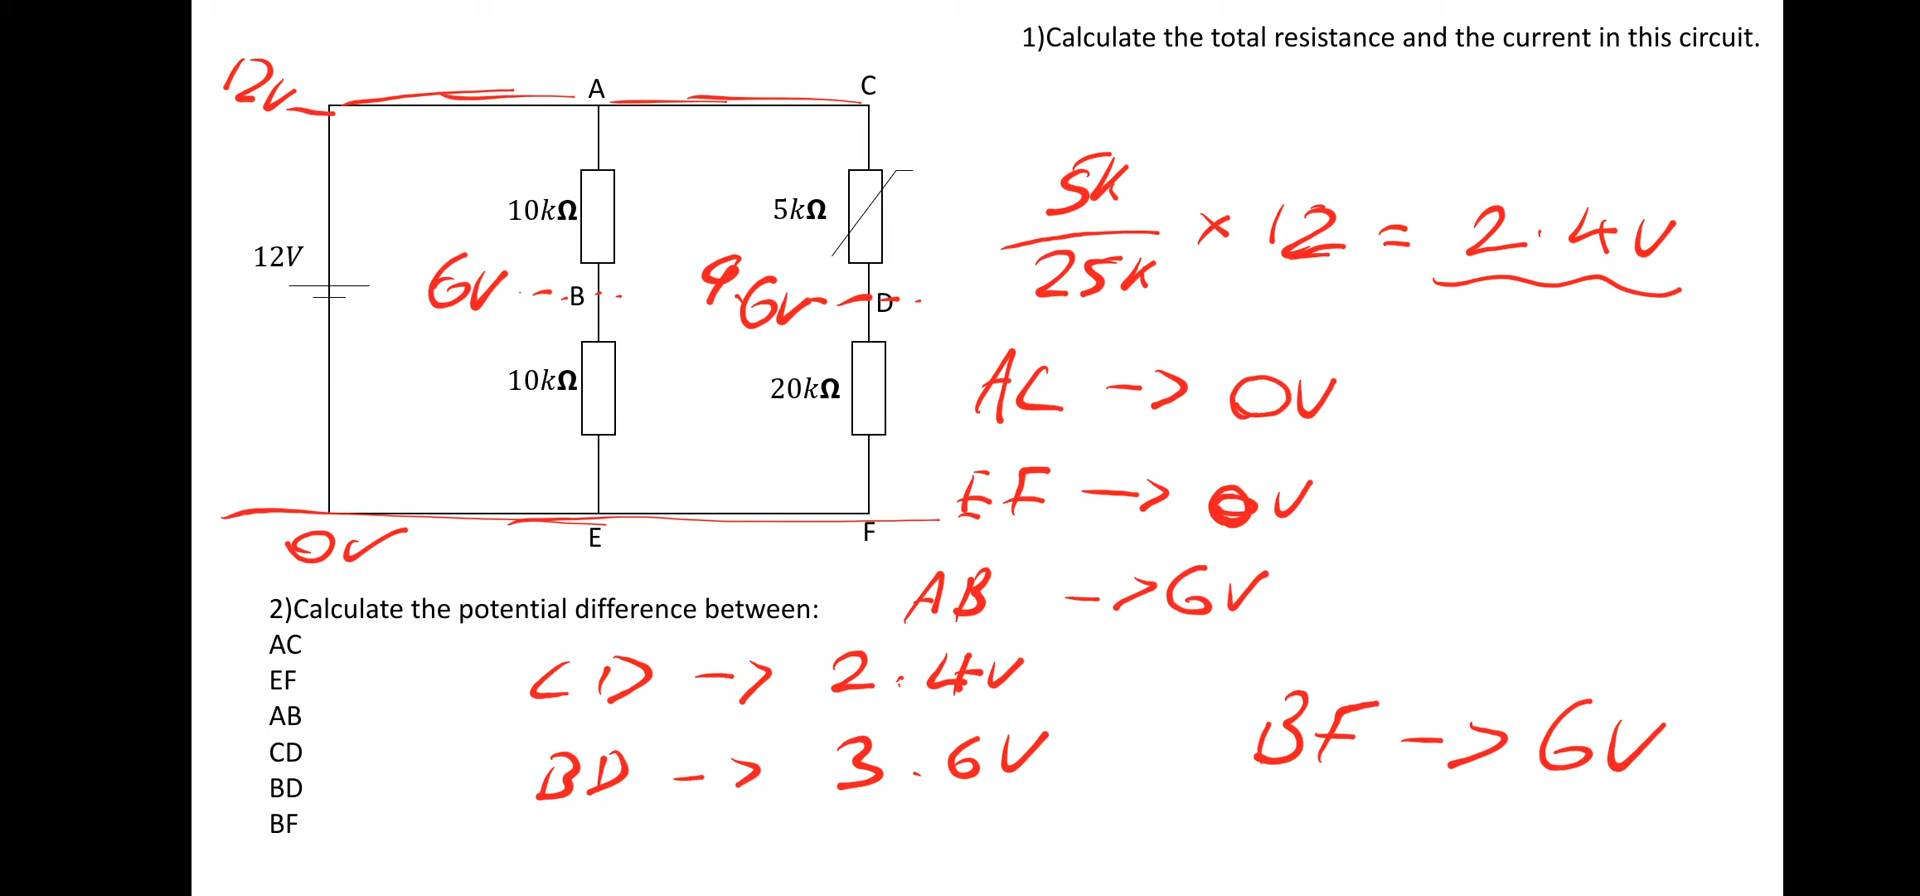 1)Calculate the total resistance and the current in this circuit.
12V
A
C
10kΩ
5kΩ
5k
25k
× 12 = 2.4V
12V
6V
B
9.6V
D
10kΩ
20kΩ
AC -> 0V
EF -> 0V
0V
E
F
2)Calculate the potential difference between:
AB -> 6V
AC
EF
AB
CD
BD
BF
CD -> 2.4V
BD -> 3.6V
BF -> 6V